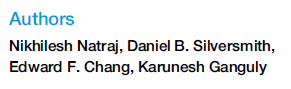 Authors
Nikhilesh Natraj, Daniel B. Silversmith,
Edward F. Chang, Karunesh Ganguly